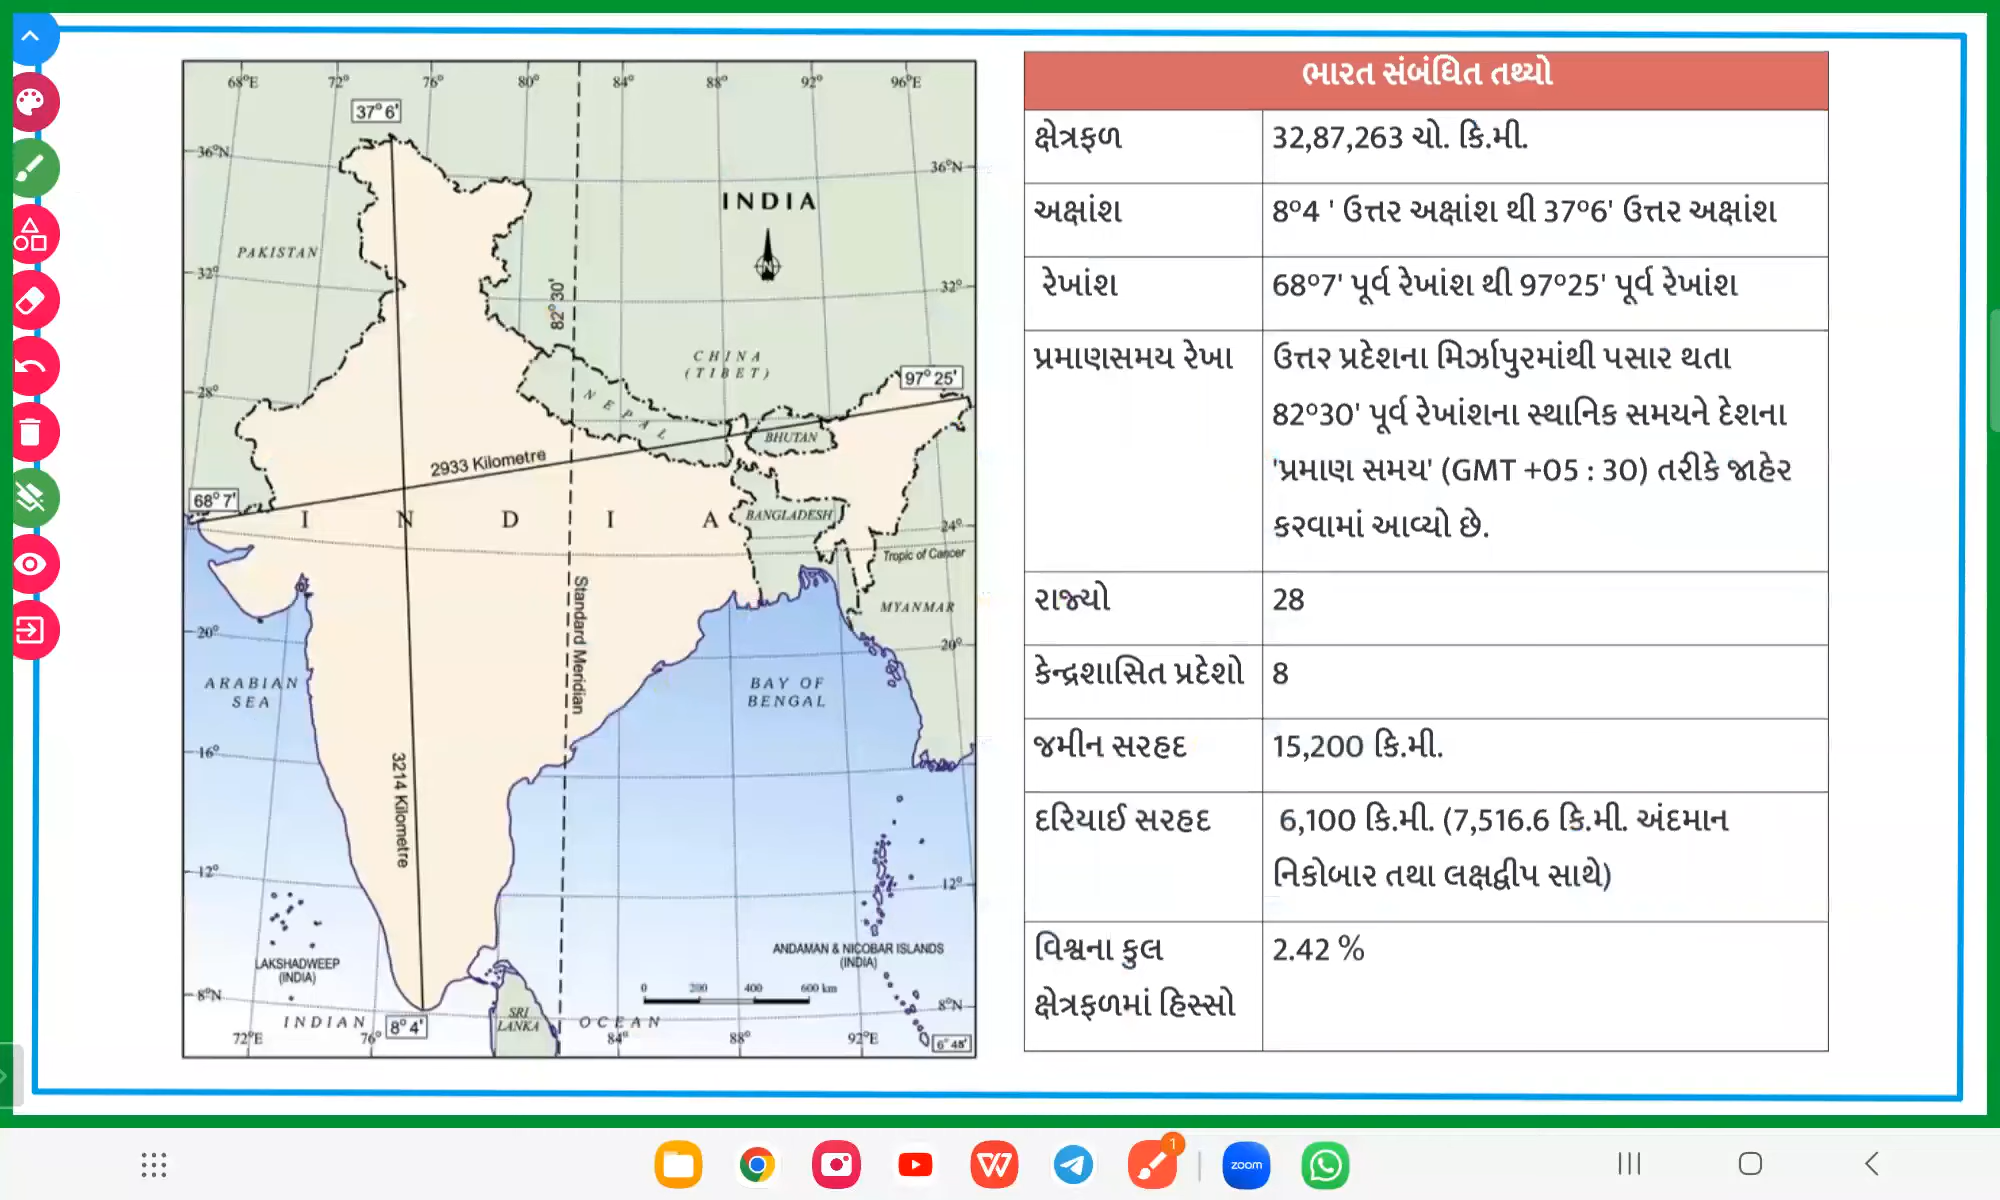 68°E 72° 76° 80° 84° 88° 92° 96°E
37° 6'
36°N 36°N
INDIA
N
PAKISTAN
32° 32°
82° 30'
CHINA
(TIBET)
97° 25'
28°
NEPAL
BHUTAN
2933 Kilometre
68° 7'
I N D I A
BANGLADESH
24°
Tropic of Cancer
Standard Meridian
MYANMAR
20° 20°
ARABIAN
SEA
BAY OF
BENGAL
16°
3214 Kilometre
12° 12°
ANDAMAN & NICOBAR ISLANDS
(INDIA)
LAKSHADWEEP
(INDIA)
0 200 400 600 km
8°N 8°N
INDIAN OCEAN
8° 4'
SRI
LANKA
72°E 76° 84° 88° 92°E
6° 45'
ભારત સંબંધિત તથ્યો
ક્ષેત્રફળ 32,87,263 ચો. કિ.મી.
અક્ષાંશ 8°4 ' ઉત્તર અક્ષાંશ થી 37°6' ઉત્તર અક્ષાંશ
રેખાંશ 68°7' પૂર્વ રેખાંશ થી 97°25' પૂર્વ રેખાંશ
પ્રમાણસમય રેખા ઉત્તર પ્રદેશના મિર્ઝાપુરમાંથી પસાર થતા
82°30' પૂર્વ રેખાંશના સ્થાનિક સમયને દેશના
'પ્રમાણ સમય' (GMT +05 : 30) તરીકે જાહેર
કરવામાં આવ્યો છે.
રાજ્યો 28
કેન્દ્રશાસિત પ્રદેશો 8
જમીન સરહદ 15,200 કિ.મી.
દરિયાઈ સરહદ 6,100 કિ.મી. (7,516.6 કિ.મી. અંદમાન
નિકોબાર તથા લક્ષદ્વીપ સાથે)
વિશ્વના કુલ 2.42 %
ક્ષેત્રફળમાં હિસ્સો
1
zoom